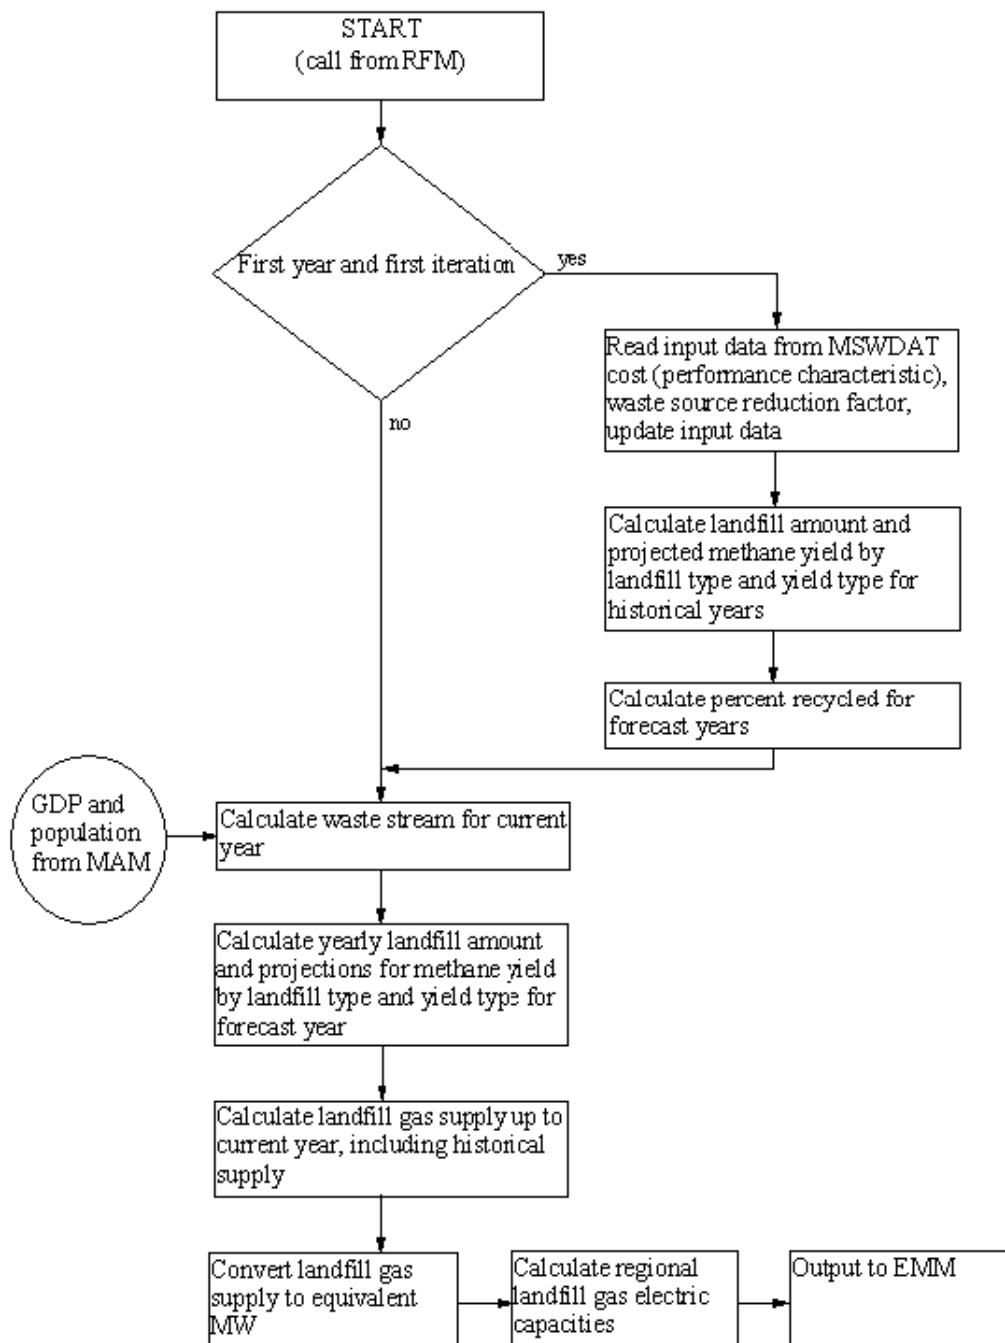 START
(call from RFM)
First year and first iteration
yes
no
Read input data from MSWDAT
cost (performance characteristic),
waste source reduction factor,
update input data
Calculate landfill amount and
projected methane yield by
landfill type and yield type for
historical years
Calculate percent recycled for
forecast years
GDP and
population
from MAM
Calculate waste stream for current
year
Calculate yearly landfill amount
and projections for methane yield
by landfill type and yield type for
forecast year
Calculate landfill gas supply up to
current year, including historical
supply
Convert landfill gas
supply to equivalent
MW
Calculate regional
landfill gas electric
capacities
Output to EMM